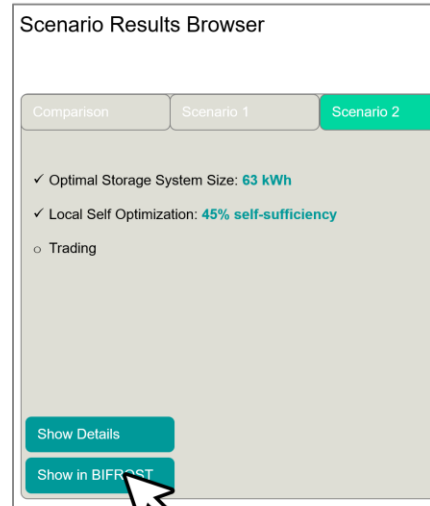 Scenario Results Browser
Comparison Scenario 1 Scenario 2
✓ Optimal Storage System Size: 63 kWh
✓ Local Self Optimization: 45% self-sufficiency
○ Trading
Show Details
Show in BIFROST